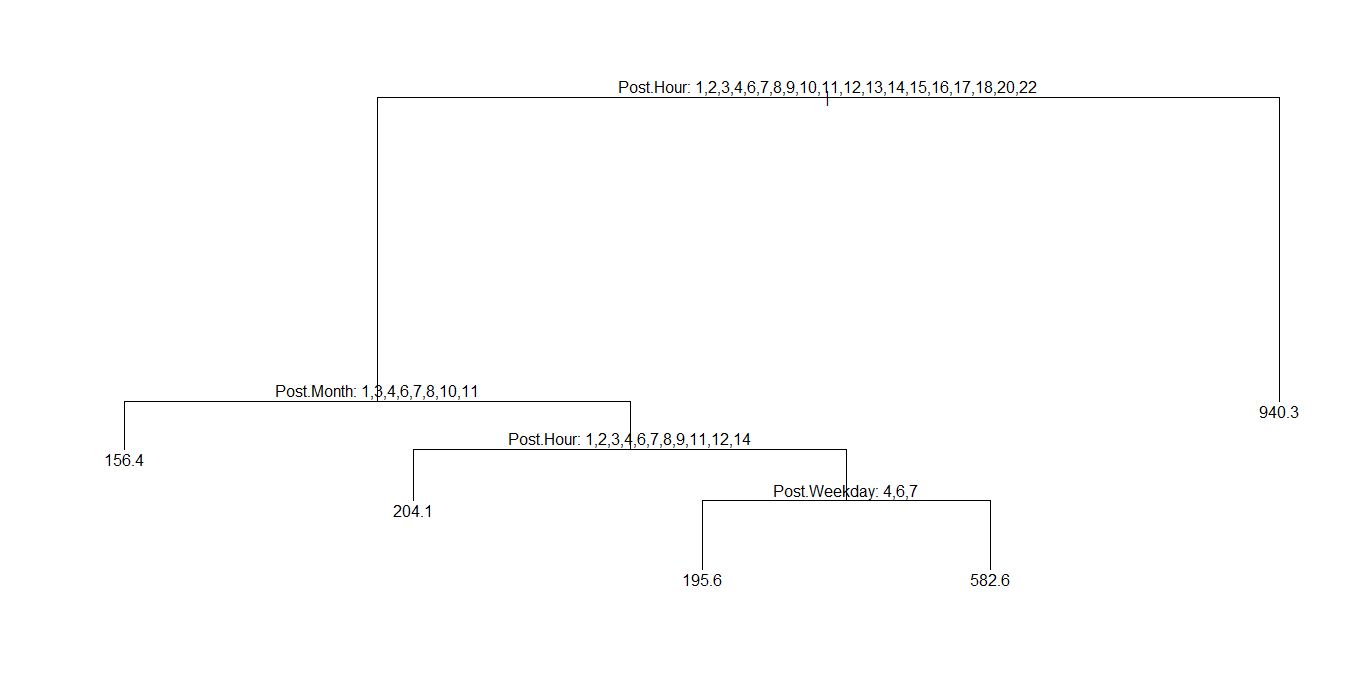 Post.Hour: 1,2,3,4,6,7,8,9,10,11,12,13,14,15,16,17,18,20,22
Post.Month: 1,3,4,6,7,8,10,11
940.3
Post.Hour: 1,2,3,4,6,7,8,9,11,12,14
156.4
Post.Weekday: 4,6,7
204.1
195.6
582.6